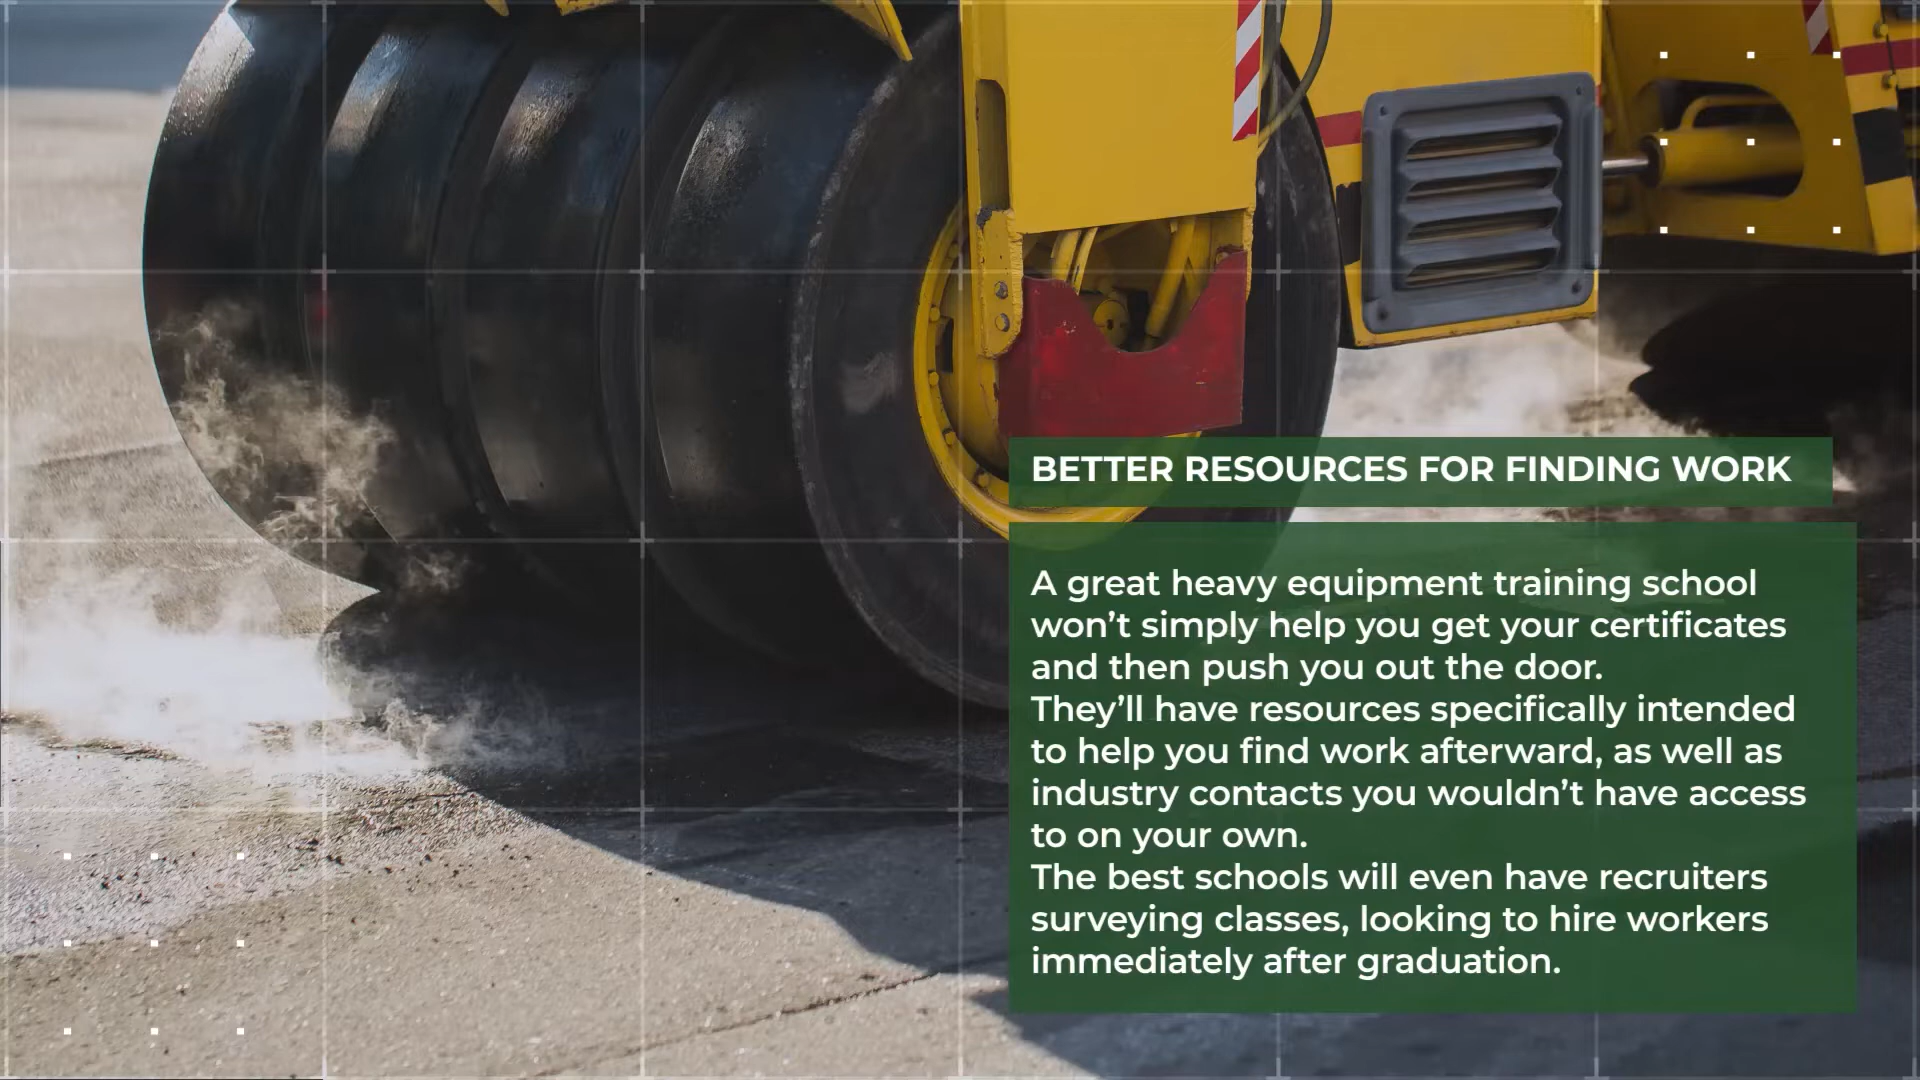 BETTER RESOURCES FOR FINDING WORK
A great heavy equipment training school
won’t simply help you get your certificates
and then push you out the door.
They’ll have resources specifically intended
to help you find work afterward, as well as
industry contacts you wouldn’t have access
to on your own.
The best schools will even have recruiters
surveying classes, looking to hire workers
immediately after graduation.